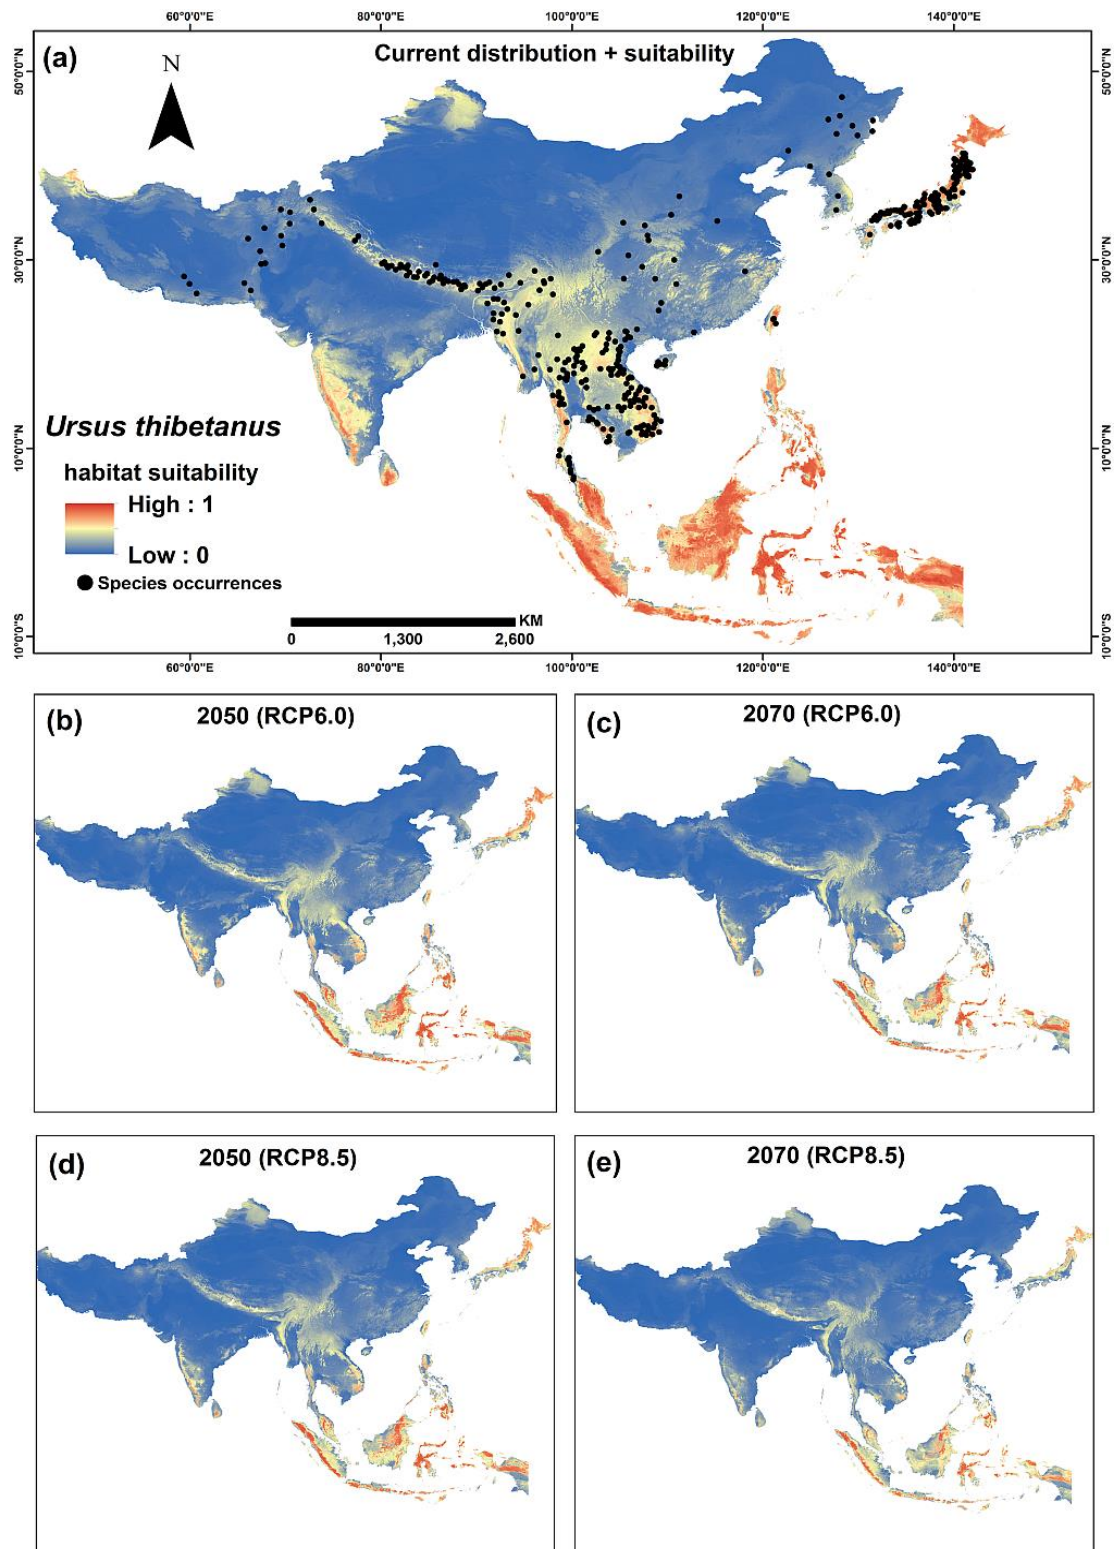 60°0'0"E 80°0'0"E 100°0'0"E 120°0'0"E 140°0'0"E
(a) Current distribution + suitability
N
50°0'0"N 50°0'0"N
30°0'0"N 30°0'0"N
Ursus thibetanus
10°0'0"N 10°0'0"N
habitat suitability
High : 1
Low : 0
Species occurrences
KM
0 1,300 2,600
10°0'0"S 10°0'0"S
60°0'0"E 80°0'0"E 100°0'0"E 120°0'0"E 140°0'0"E
(b) 2050 (RCP6.0)
(c) 2070 (RCP6.0)
(d) 2050 (RCP8.5)
(e) 2070 (RCP8.5)